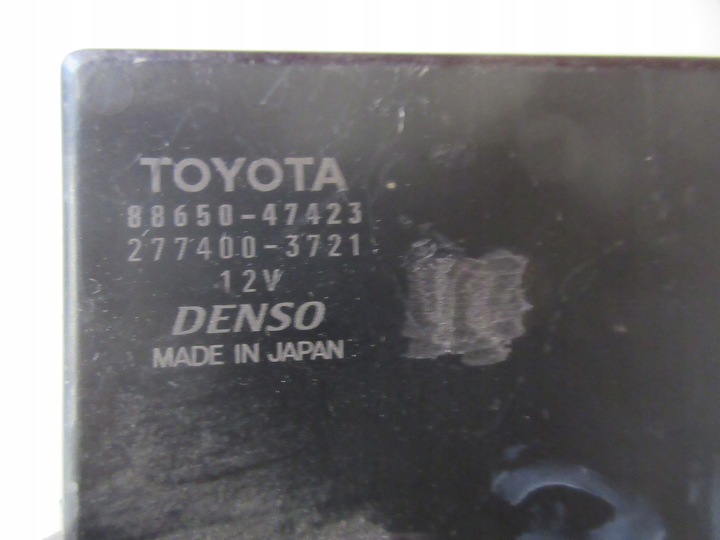 TOYOTA
88650-47423
277400-3721
12V
DENSO
MADE IN JAPAN